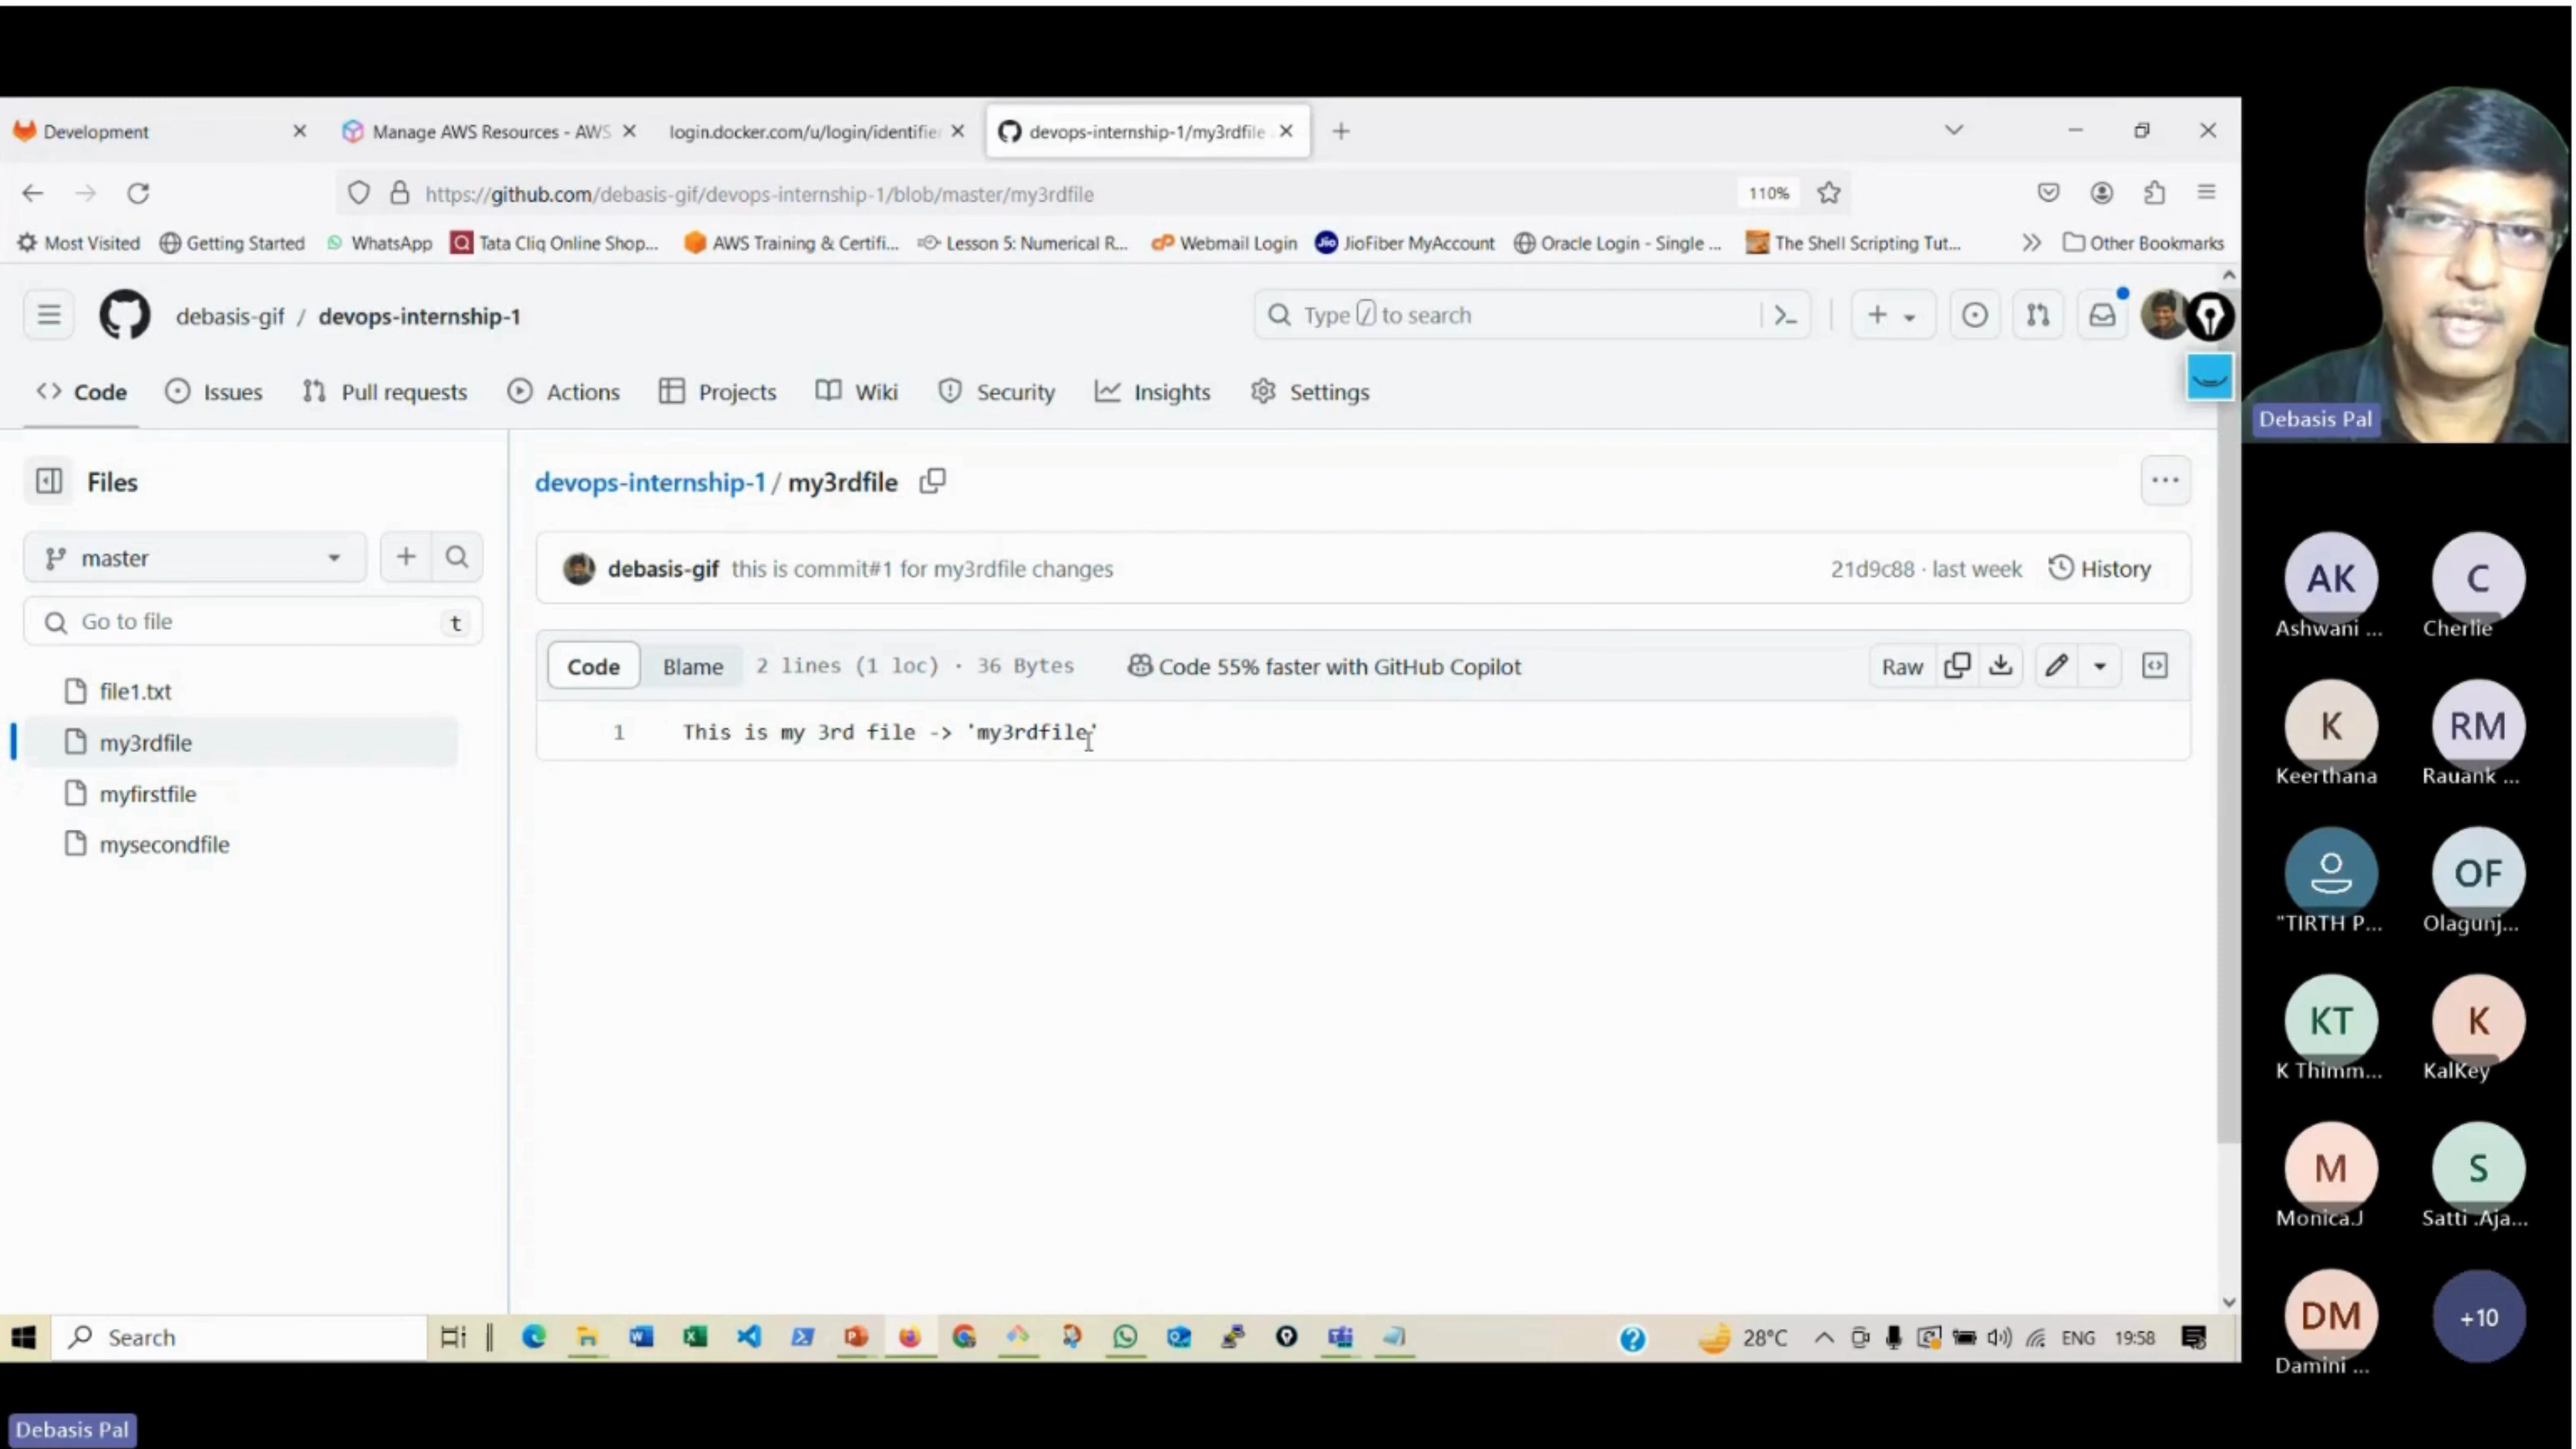 Development
Manage AWS Resources - AWS
login.docker.com/u/login/identifie
devops-internship-1/my3rdfile
https://github.com/debasis-gif/devops-internship-1/blob/master/my3rdfile
110%
Most Visited
Getting Started
WhatsApp
Tata Cliq Online Shop...
AWS Training & Certifi...
Lesson 5: Numerical R...
Webmail Login
JioFiber MyAccount
Oracle Login - Single ...
The Shell Scripting Tut...
Other Bookmarks
debasis-gif / devops-internship-1
Type / to search
Code
Issues
Pull requests
Actions
Projects
Wiki
Security
Insights
Settings
Debasis Pal
Files
master
Go to file
t
file1.txt
my3rdfile
myfirstfile
mysecondfile
devops-internship-1 / my3rdfile
debasis-gif this is commit#1 for my3rdfile changes
21d9c88 · last week
History
Code
Blame
2 lines (1 loc) · 36 Bytes
Code 55% faster with GitHub Copilot
Raw
1 This is my 3rd file -> 'my3rdfile'
AK
Ashwani ...
C
Cherlie
K
Keerthana
RM
Rauank ...
"TIRTH P...
OF
Olagunj...
KT
K Thimm...
K
KalKey
M
Monica.J
S
Satti .Aja...
DM
Damini ...
+10
Search
28°C
ENG
19:58
Debasis Pal